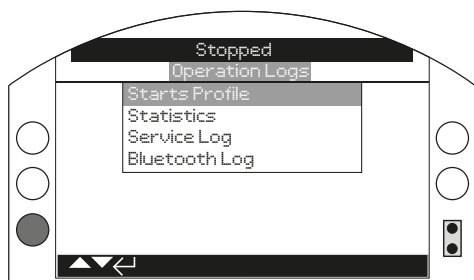 Stopped
Operation Logs
Starts Profile
Statistics
Service Log
Bluetooth Log